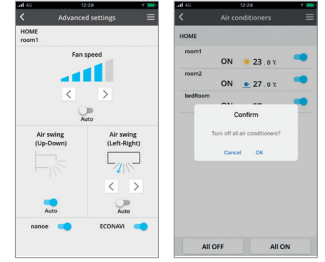 4G 12:28
Advanced settings
HOME
room1
Fan speed
Auto
Air swing
(Up-Down)
Auto
Air swing
(Left-Right)
Auto
nanoe
ECONAVI
4G 12:28
Air conditioners
HOME
room1
ON 23.0 ℃
room2
ON 27.0 ℃
bedRoom
Confirm
Turn off all air conditioners?
Cancel OK
All OFF All ON